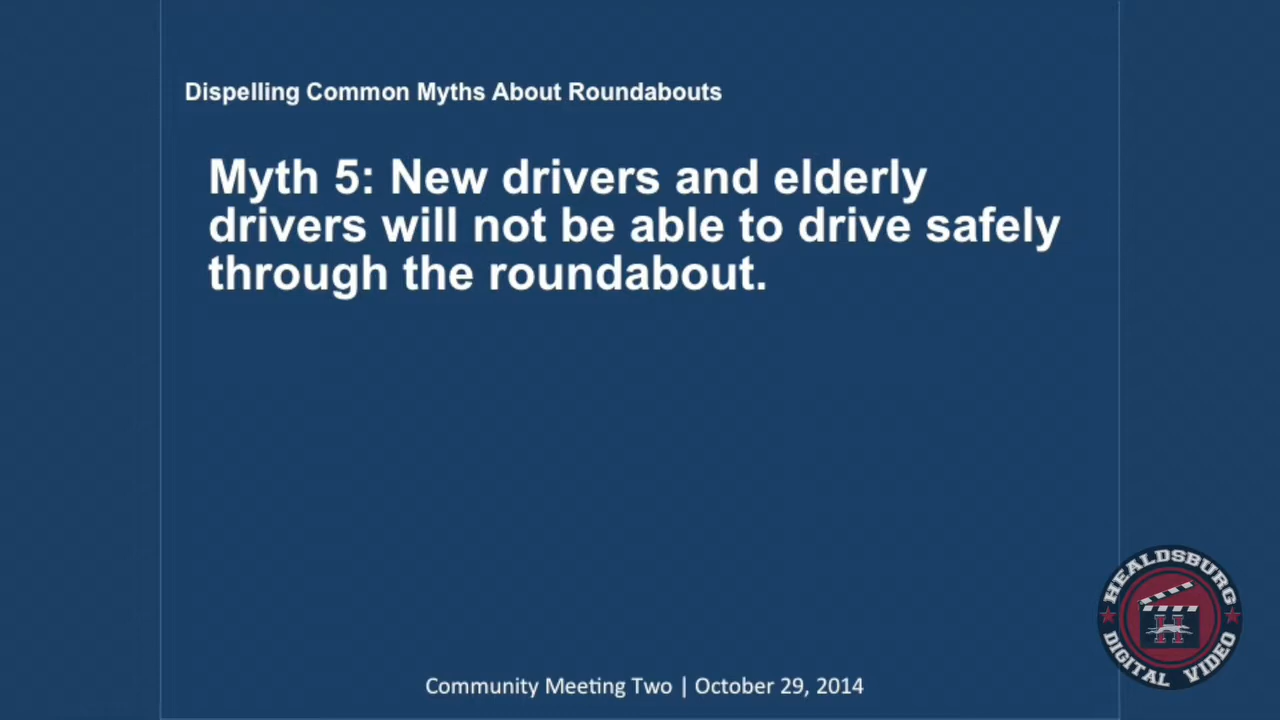 Dispelling Common Myths About Roundabouts
Myth 5: New drivers and elderly
drivers will not be able to drive safely
through the roundabout.
HEALDSBURG
H
DIGITAL VIDEO
Community Meeting Two | October 29, 2014